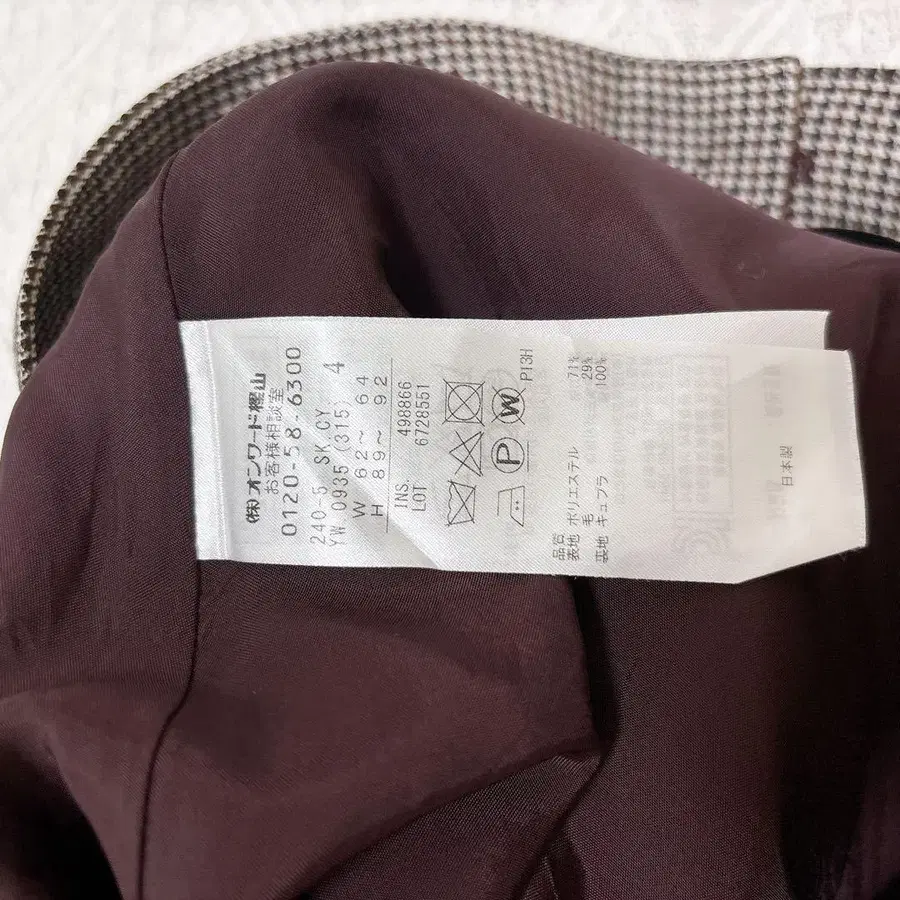 ㈱オンワード樫山
お客様相談室
0120-58-6300
240-5 SK CY
YW 0935 (315) 4
W 62～ 64
H 89～ 92
INS. 498866
LOT 6728551
P13H
W
P
品質
表地 ポリエステル 71%
毛 29%
裏地 キュプラ 100%
日本製